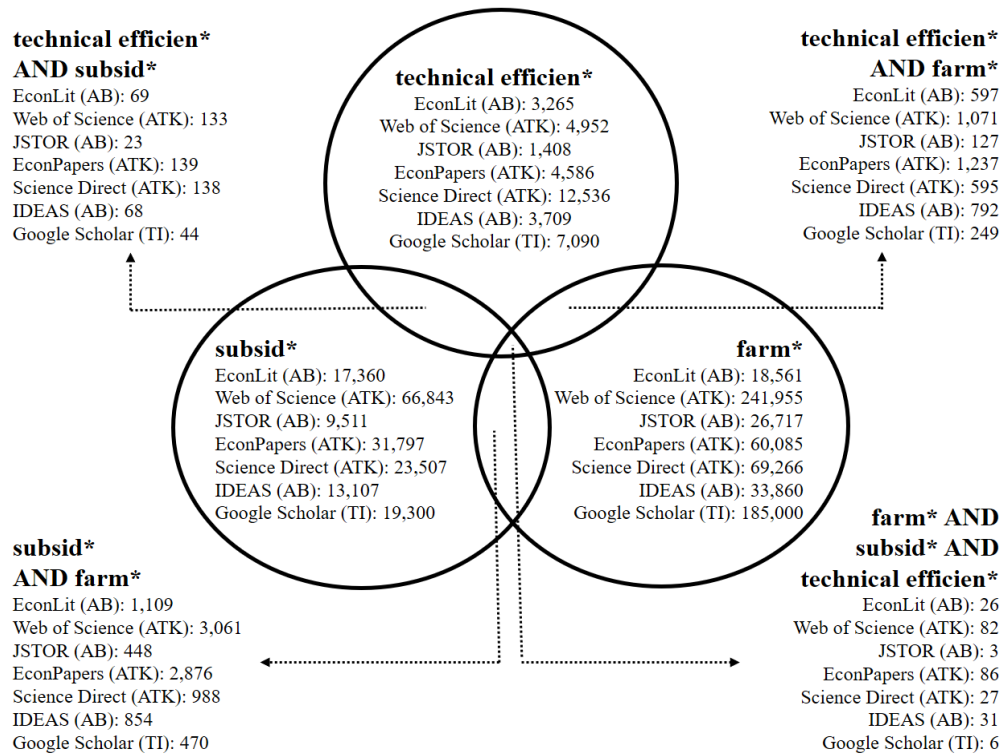 technical efficien*
AND subsid*
EconLit (AB): 69
Web of Science (ATK): 133
JSTOR (AB): 23
EconPapers (ATK): 139
Science Direct (ATK): 138
IDEAS (AB): 68
Google Scholar (TI): 44
technical efficien*
EconLit (AB): 3,265
Web of Science (ATK): 4,952
JSTOR (AB): 1,408
EconPapers (ATK): 4,586
Science Direct (ATK): 12,536
IDEAS (AB): 3,709
Google Scholar (TI): 7,090
technical efficien*
AND farm*
EconLit (AB): 597
Web of Science (ATK): 1,071
JSTOR (AB): 127
EconPapers (ATK): 1,237
Science Direct (ATK): 595
IDEAS (AB): 792
Google Scholar (TI): 249
subsid*
EconLit (AB): 17,360
Web of Science (ATK): 66,843
JSTOR (AB): 9,511
EconPapers (ATK): 31,797
Science Direct (ATK): 23,507
IDEAS (AB): 13,107
Google Scholar (TI): 19,300
farm*
EconLit (AB): 18,561
Web of Science (ATK): 241,955
JSTOR (AB): 26,717
EconPapers (ATK): 60,085
Science Direct (ATK): 69,266
IDEAS (AB): 33,860
Google Scholar (TI): 185,000
subsid*
AND farm*
EconLit (AB): 1,109
Web of Science (ATK): 3,061
JSTOR (AB): 448
EconPapers (ATK): 2,876
Science Direct (ATK): 988
IDEAS (AB): 854
Google Scholar (TI): 470
farm* AND
subsid* AND
technical efficien*
EconLit (AB): 26
Web of Science (ATK): 82
JSTOR (AB): 3
EconPapers (ATK): 86
Science Direct (ATK): 27
IDEAS (AB): 31
Google Scholar (TI): 6